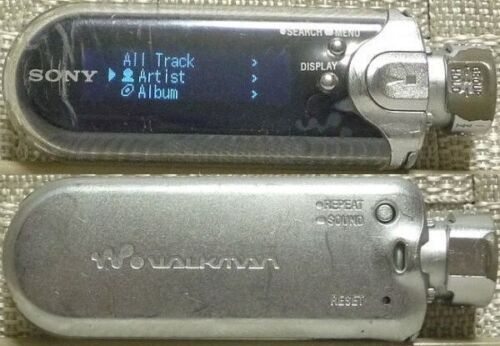 SEARCH MENU
DISPLAY
SONY
All Track >
Artist >
Album >
REPEAT
SOUND
WALKMAN
RESET